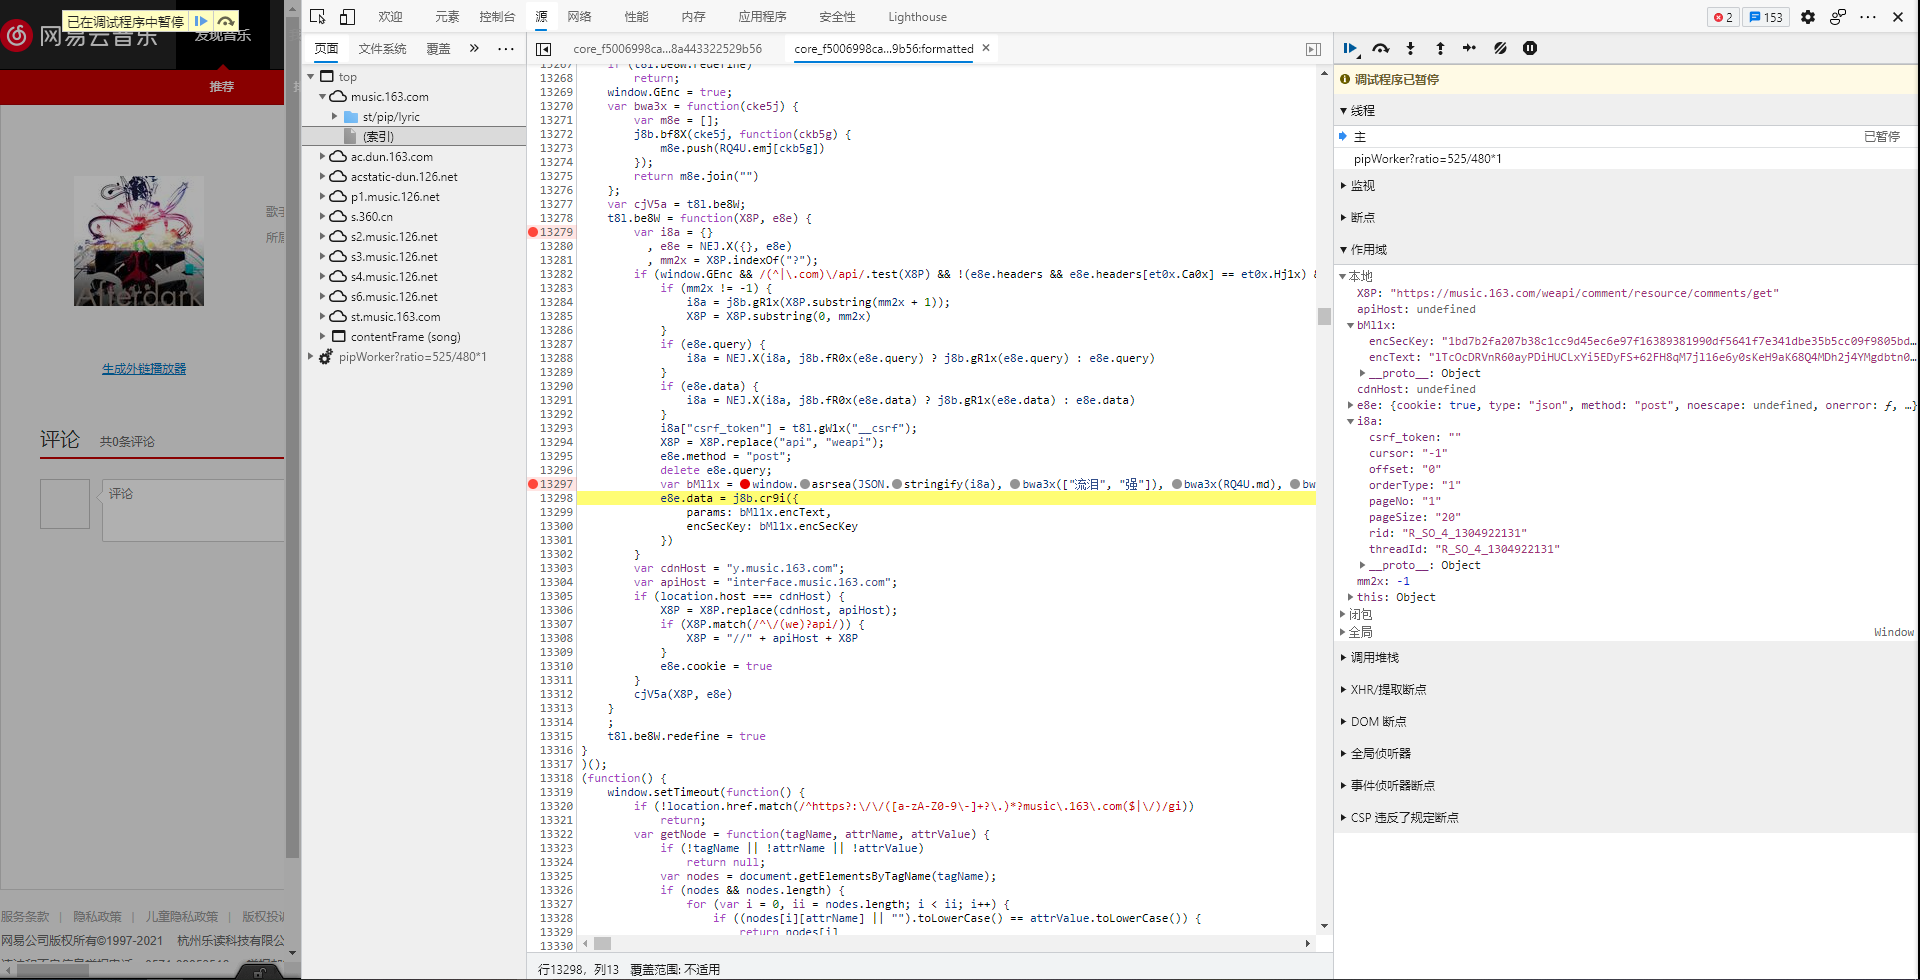 已在调试程序中暂停
网易云音乐
发现音乐
推荐
生成外链播放器
评论 共0条评论
评论
服务条款 | 隐私政策 | 儿童隐私政策 | 版权投诉
网易公司版权所有©1997-2021 杭州乐读科技有限公
欢迎 元素 控制台 源 网络 性能 内存 应用程序 安全性 Lighthouse 2 153
页面 文件系统 覆盖
top
music.163.com
st/pip/lyric
(索引)
ac.dun.163.com
acstatic-dun.126.net
p1.music.126.net
s.360.cn
s2.music.126.net
s3.music.126.net
s4.music.126.net
s6.music.126.net
st.music.163.com
contentFrame (song)
pipWorker?ratio=525/480*1
core_f5006998ca...8a443322529b56 core_f5006998ca...9b56:formatted
13267 if (t8l.be8W.redefine)
13268 return;
13269 window.GEnc = true;
13270 var bwa3x = function(cke5j) {
13271 var m8e = [];
13272 j8b.bf8X(cke5j, function(ckb5g) {
13273 m8e.push(RQ4U.emj[ckb5g])
13274 });
13275 return m8e.join("")
13276 };
13277 var cjV5a = t8l.be8W;
13278 t8l.be8W = function(X8P, e8e) {
13279 var i8a = {}
13280 , e8e = NEJ.X({}, e8e)
13281 , mm2x = X8P.indexOf("?");
13282 if (window.GEnc && /(^|\.com)\/api/.test(X8P) && !(e8e.headers && e8e.headers[et0x.Ca0x] == et0x.Hj1x) &
13283 if (mm2x != -1) {
13284 i8a = j8b.gR1x(X8P.substring(mm2x + 1));
13285 X8P = X8P.substring(0, mm2x)
13286 }
13287 if (e8e.query) {
13288 i8a = NEJ.X(i8a, j8b.fR0x(e8e.query) ? j8b.gR1x(e8e.query) : e8e.query)
13289 }
13290 if (e8e.data) {
13291 i8a = NEJ.X(i8a, j8b.fR0x(e8e.data) ? j8b.gR1x(e8e.data) : e8e.data)
13292 }
13293 i8a["csrf_token"] = t8l.gW1x("__csrf");
13294 X8P = X8P.replace("api", "weapi");
13295 e8e.method = "post";
13296 delete e8e.query;
13297 var bMl1x = window.asrsea(JSON.stringify(i8a), bwa3x(["流泪", "强"]), bwa3x(RQ4U.md), bw
13298 e8e.data = j8b.cr9i({
13299 params: bMl1x.encText,
13300 encSecKey: bMl1x.encSecKey
13301 })
13302 }
13303 var cdnHost = "y.music.163.com";
13304 var apiHost = "interface.music.163.com";
13305 if (location.host === cdnHost) {
13306 X8P = X8P.replace(cdnHost, apiHost);
13307 if (X8P.match(/^\/(we)?api/)) {
13308 X8P = "//" + apiHost + X8P
13309 }
13310 e8e.cookie = true
13311 }
13312 cjV5a(X8P, e8e)
13313 }
13314 ;
13315 t8l.be8W.redefine = true
13316 }
13317 )();
13318 (function() {
13319 window.setTimeout(function() {
13320 if (!location.href.match(/^https?:\/\/([a-zA-Z0-9\-]+?\.)*?music\.163\.com($|\/)/gi))
13321 return;
13322 var getNode = function(tagName, attrName, attrValue) {
13323 if (!tagName || !attrName || !attrValue)
13324 return null;
13325 var nodes = document.getElementsByTagName(tagName);
13326 if (nodes && nodes.length) {
13327 for (var i = 0, ii = nodes.length; i < ii; i++) {
13328 if ((nodes[i][attrName] || "").toLowerCase() == attrValue.toLowerCase()) {
13329 return nodes[i]
13330
行13298，列13 覆盖范围: 不适用
调试程序已暂停
线程
主 已暂停
pipWorker?ratio=525/480*1
监视
断点
作用域
本地
X8P: "https://music.163.com/weapi/comment/resource/comments/get"
apiHost: undefined
bMl1x:
encSecKey: "1bd7b2fa207b38c1cc9d45ec6e97f16389381990df5641f7e341dbe35b5cc09f9805bd…
encText: "lTcOcDRVnR60ayPDiHUCLxYi5EDyFS+62FH8qM7jl16e6y0sKeH9aK68Q4MDh2j4YMgdbtn0…
__proto__: Object
cdnHost: undefined
e8e: {cookie: true, type: "json", method: "post", noescape: undefined, onerror: ƒ, …}
i8a:
csrf_token: ""
cursor: "-1"
offset: "0"
orderType: "1"
pageNo: "1"
pageSize: "20"
rid: "R_SO_4_1304922131"
threadId: "R_SO_4_1304922131"
__proto__: Object
mm2x: -1
this: Object
闭包
全局 Window
调用堆栈
XHR/提取断点
DOM 断点
全局侦听器
事件侦听器断点
CSP 违反了规定断点